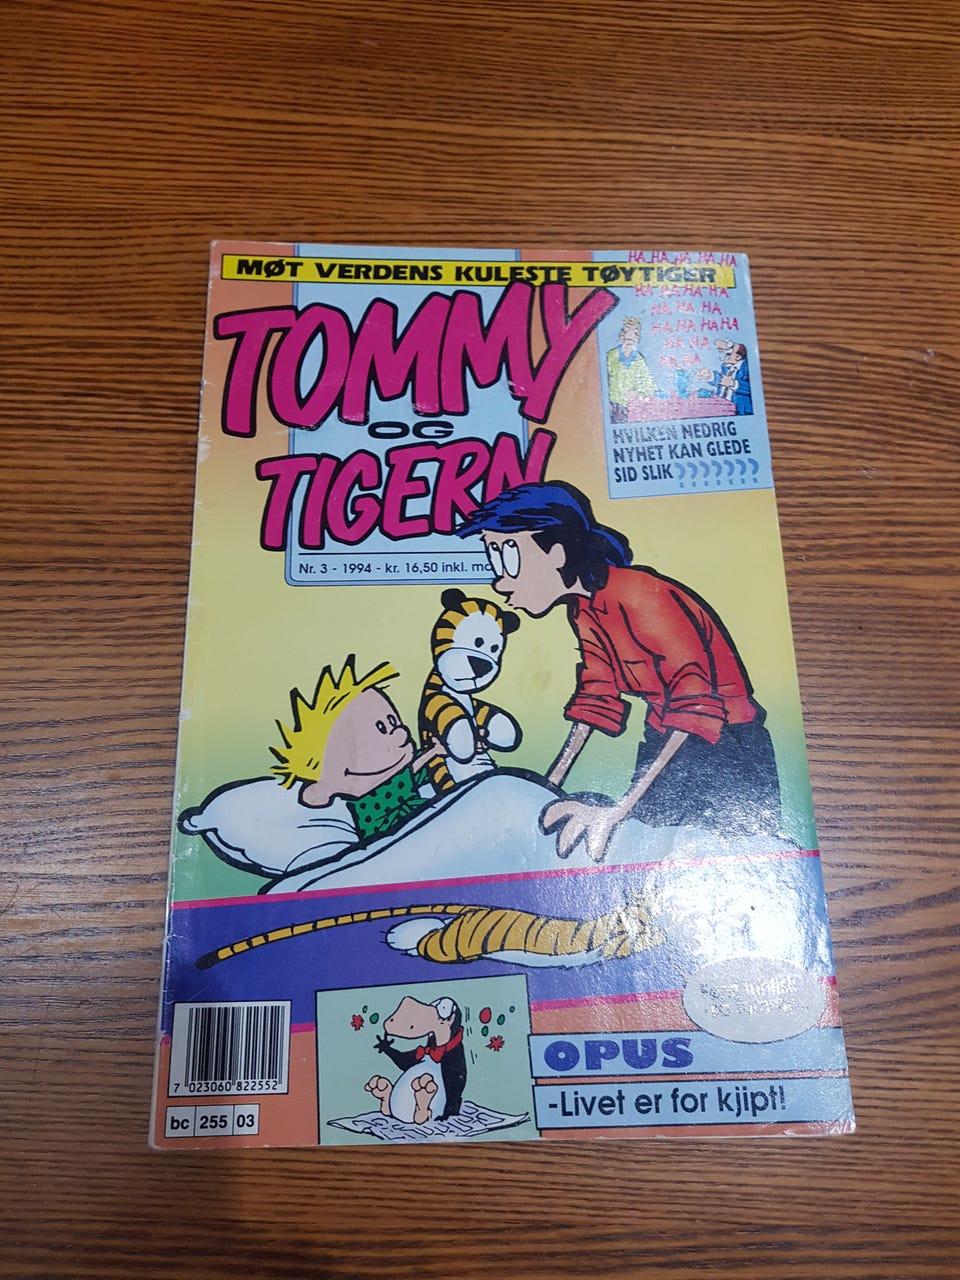 MØT VERDENS KULESTE TØYTIGER
TOMMY
OG
TIGERN
Nr. 3 - 1994 - kr. 16,50 inkl.
HA HA HA HA HA
HA HA HA HA
HA HA HA
HA HA HA HA
HA HA
HA HA
HVILKEN NEDRIG
NYHET KAN GLEDE
SID SLIK ???????
OPUS
-Livet er for kjipt!
7 023060 822552
bc 255 03